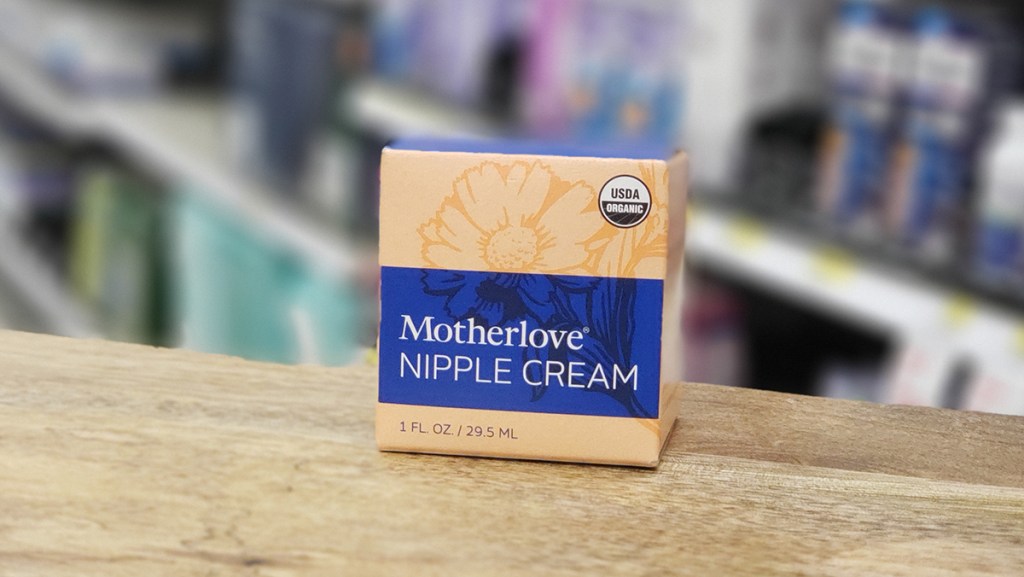 USDA
ORGANIC
Motherlove®
NIPPLE CREAM
1 FL. OZ. / 29.5 ML